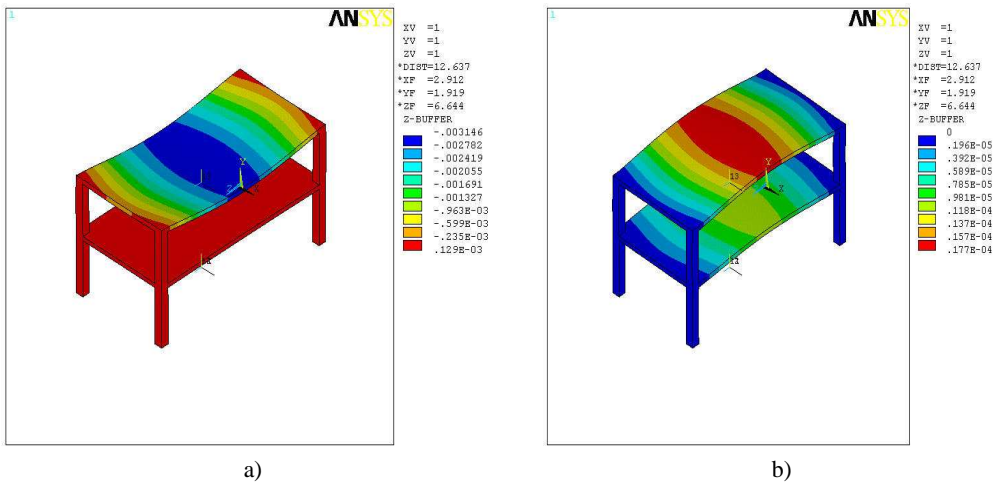 1
ANSYS
XV =1
YV =1
ZV =1
*DIST=12.637
*XF =2.912
*YF =1.919
*ZF =6.644
Z-BUFFER
-.003146
-.002782
-.002419
-.002055
-.001691
-.001327
-.963E-03
-.599E-03
-.235E-03
.129E-03
Y
Z
X
a)
1
ANSYS
XV =1
YV =1
ZV =1
*DIST=12.637
*XF =2.912
*YF =1.919
*ZF =6.644
Z-BUFFER
0
.196E-05
.392E-05
.589E-05
.785E-05
.981E-05
.118E-04
.137E-04
.157E-04
.177E-04
13
Y
Z
X
b)